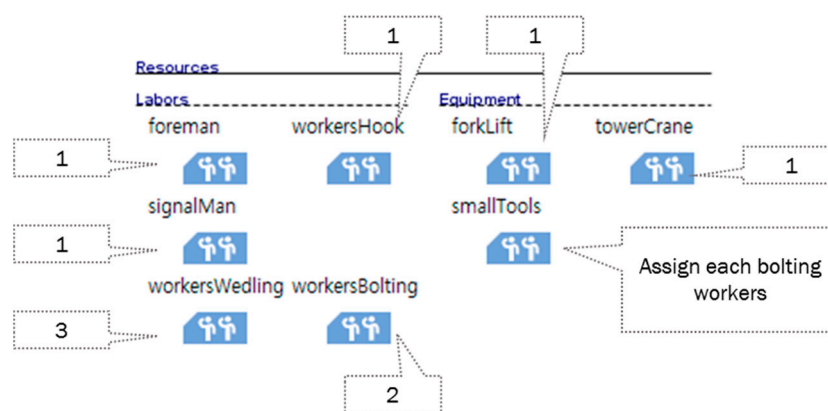 1
1
Resources
Labors
Equipment
foreman
workersHook
forkLift
towerCrane
1
1
signalMan
smallTools
1
Assign each bolting
workers
workersWedling
workersBolting
3
2